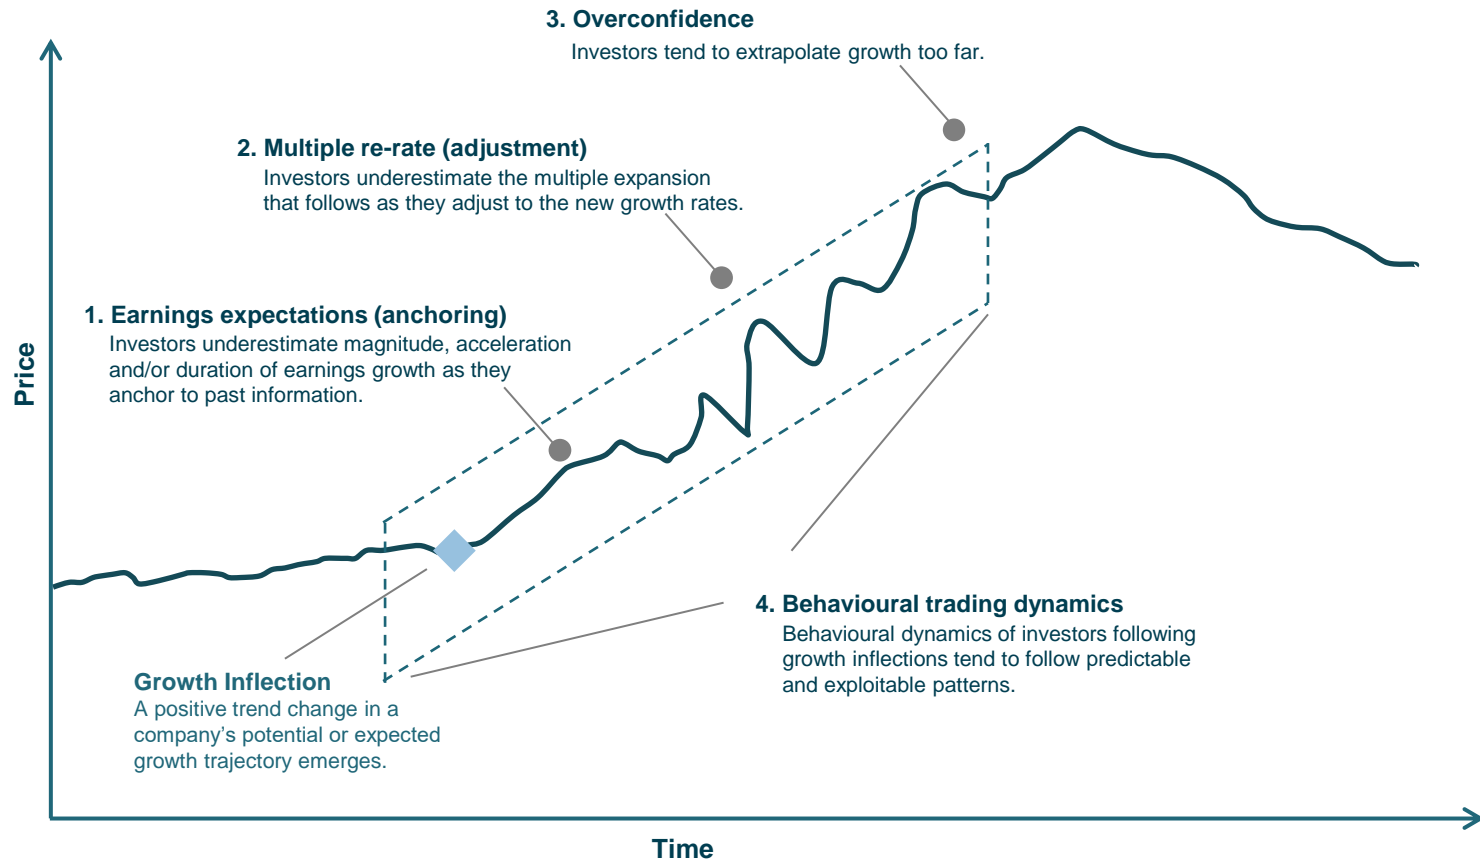 3. Overconfidence
Investors tend to extrapolate growth too far.
2. Multiple re-rate (adjustment)
Investors underestimate the multiple expansion
that follows as they adjust to the new growth rates.
1. Earnings expectations (anchoring)
Investors underestimate magnitude, acceleration
and/or duration of earnings growth as they
anchor to past information.
Price
4. Behavioural trading dynamics
Behavioural dynamics of investors following
growth inflections tend to follow predictable
and exploitable patterns.
Growth Inflection
A positive trend change in a
company's potential or expected
growth trajectory emerges.
Time